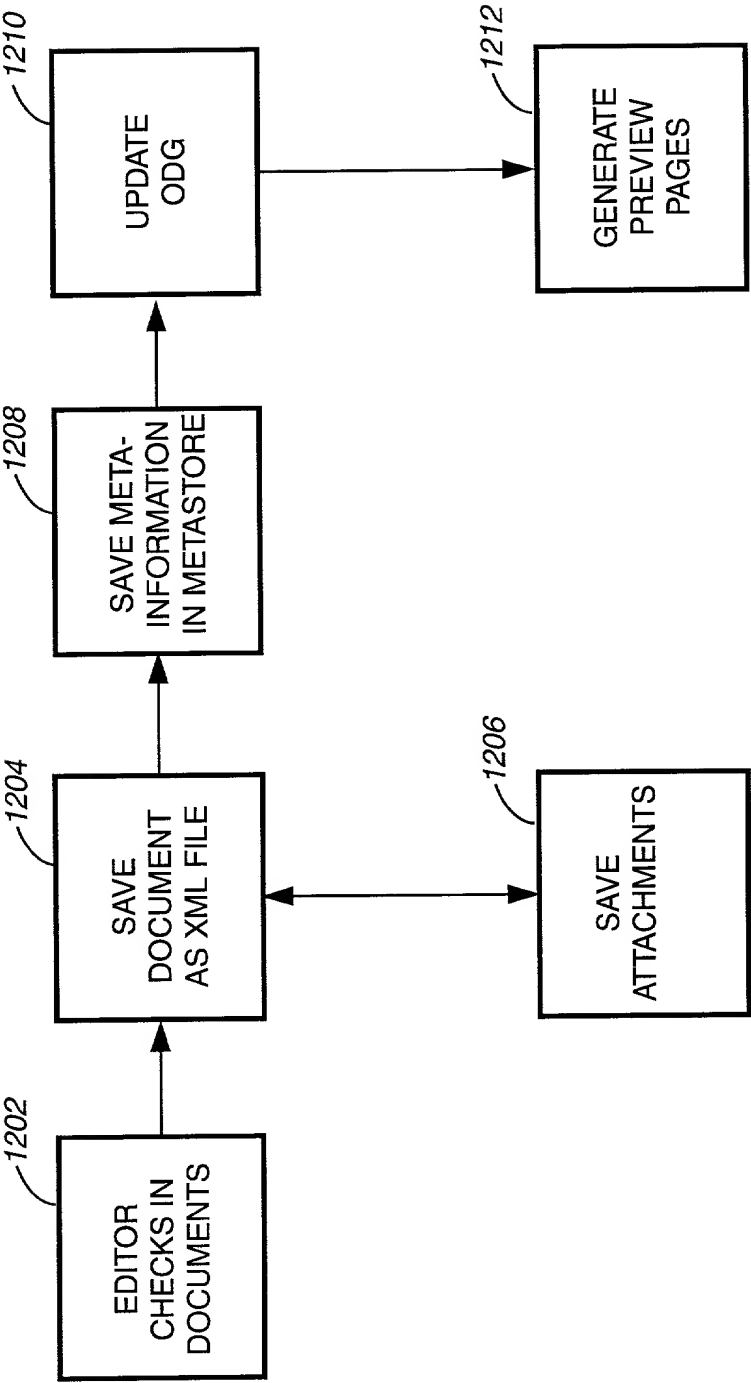 1202
EDITOR
CHECKS IN
DOCUMENTS
1204
SAVE
DOCUMENT
AS XML FILE
1206
SAVE
ATTACHMENTS
1208
SAVE META-
INFORMATION
IN METASTORE
1210
UPDATE
ODG
1212
GENERATE
PREVIEW
PAGES